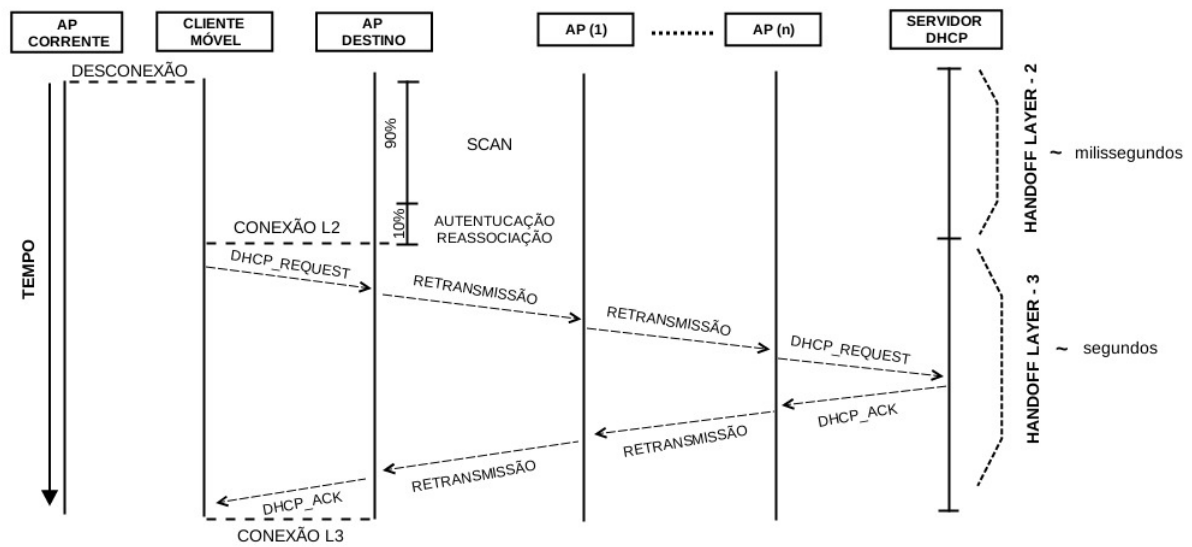 AP
CORRENTE
CLIENTE
MÓVEL
AP
DESTINO
AP (1)
AP (n)
SERVIDOR
DHCP
DESCONEXÃO
90%
SCAN
HANDOFF LAYER - 2
~ milissegundos
10%
AUTENTUCAÇÃO
REASSOCIAÇÃO
CONEXÃO L2
TEMPO
DHCP_REQUEST
RETRANSMISSÃO
RETRANSMISSÃO
DHCP_REQUEST
HANDOFF LAYER - 3
~ segundos
DHCP_ACK
RETRANSMISSÃO
RETRANSMISSÃO
DHCP_ACK
CONEXÃO L3